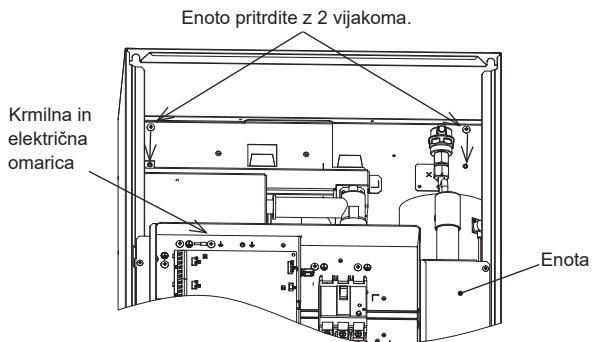 Enoto pritrdite z 2 vijakoma.
Krmilna in
električna
omarica
Enota